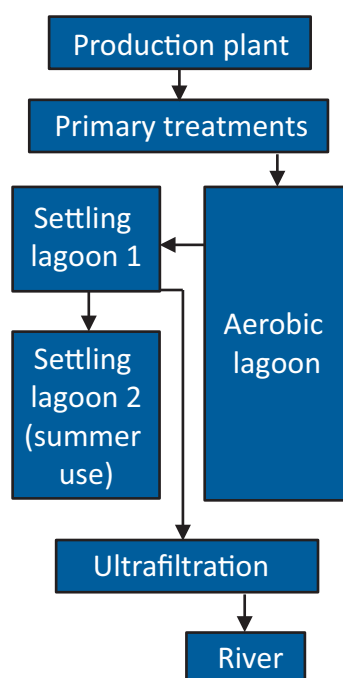 Production plant
Primary treatments
Settling
lagoon 1
Aerobic
lagoon
Settling
lagoon 2
(summer
use)
Ultrafiltration
River